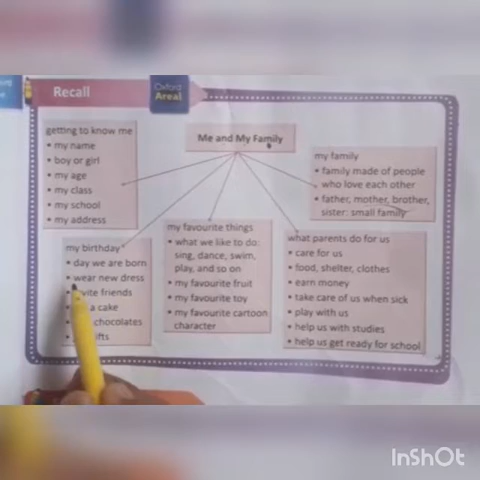 Recall
Oxford
Areal
Me and My Family
getting to know me
• my name
• boy or girl
• my age
• my class
• my school
• my address
my family
• family made of people
who love each other
• father, mother, brother,
sister: small family
my birthday
• day we are born
• wear new dress
invite friends
a cake
chocolates
my favourite things
• what we like to do:
sing, dance, swim,
play, and so on
• my favourite fruit
• my favourite toy
• my favourite cartoon
character
what parents do for us
• care for us
• food, shelter, clothes
• earn money
• take care of us when sick
• play with us
• help us with studies
• help us get ready for school
InShOt